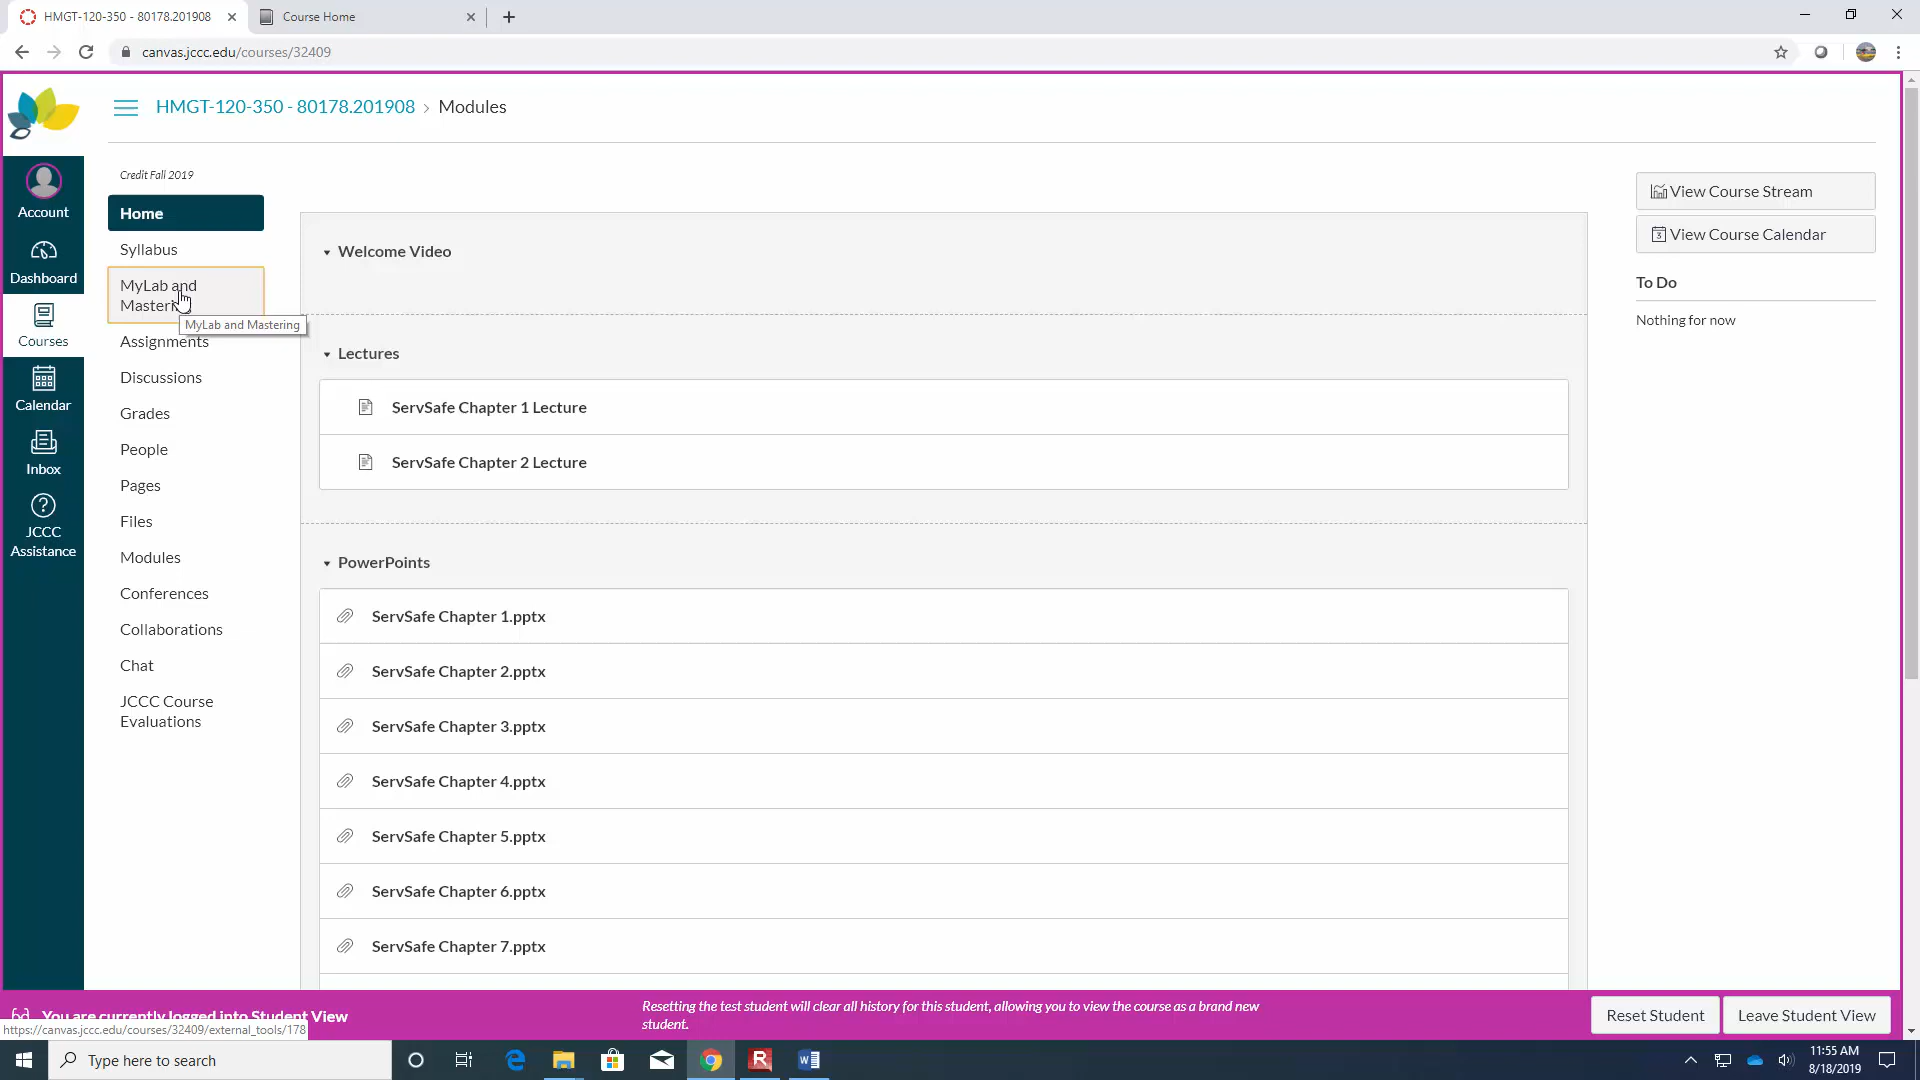 HMGT-120-350 - 80178.201908
Course Home
canvas.jccc.edu/courses/32409
HMGT-120-350 - 80178.201908 › Modules
Credit Fall 2019
Account
Dashboard
Courses
Calendar
Inbox
JCCC
Assistance
Home
Syllabus
MyLab and
Mastering
MyLab and Mastering
Assignments
Discussions
Grades
People
Pages
Files
Modules
Conferences
Collaborations
Chat
JCCC Course
Evaluations
Welcome Video
Lectures
ServSafe Chapter 1 Lecture
ServSafe Chapter 2 Lecture
PowerPoints
ServSafe Chapter 1.pptx
ServSafe Chapter 2.pptx
ServSafe Chapter 3.pptx
ServSafe Chapter 4.pptx
ServSafe Chapter 5.pptx
ServSafe Chapter 6.pptx
ServSafe Chapter 7.pptx
View Course Stream
View Course Calendar
To Do
Nothing for now
You are currently logged into Student View
https://canvas.jccc.edu/courses/32409/external_tools/178
Resetting the test student will clear all history for this student, allowing you to view the course as a brand new
student.
Reset Student
Leave Student View
Type here to search
11:55 AM
8/18/2019